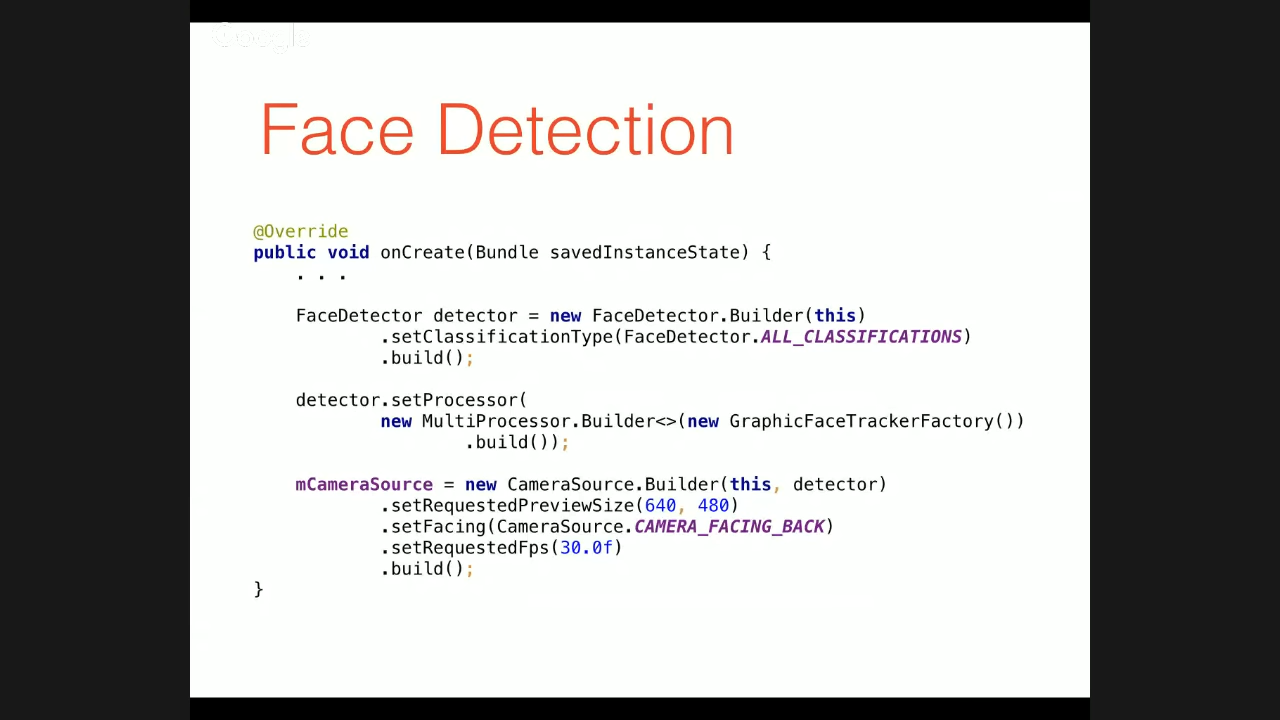 Google
Face Detection
@Override
public void onCreate(Bundle savedInstanceState) {
. . .
FaceDetector detector = new FaceDetector.Builder(this)
.setClassificationType(FaceDetector.ALL_CLASSIFICATIONS)
.build();
detector.setProcessor(
new MultiProcessor.Builder<>(new GraphicFaceTrackerFactory())
.build());
mCameraSource = new CameraSource.Builder(this, detector)
.setRequestedPreviewSize(640, 480)
.setFacing(CameraSource.CAMERA_FACING_BACK)
.setRequestedFps(30.0f)
.build();
}